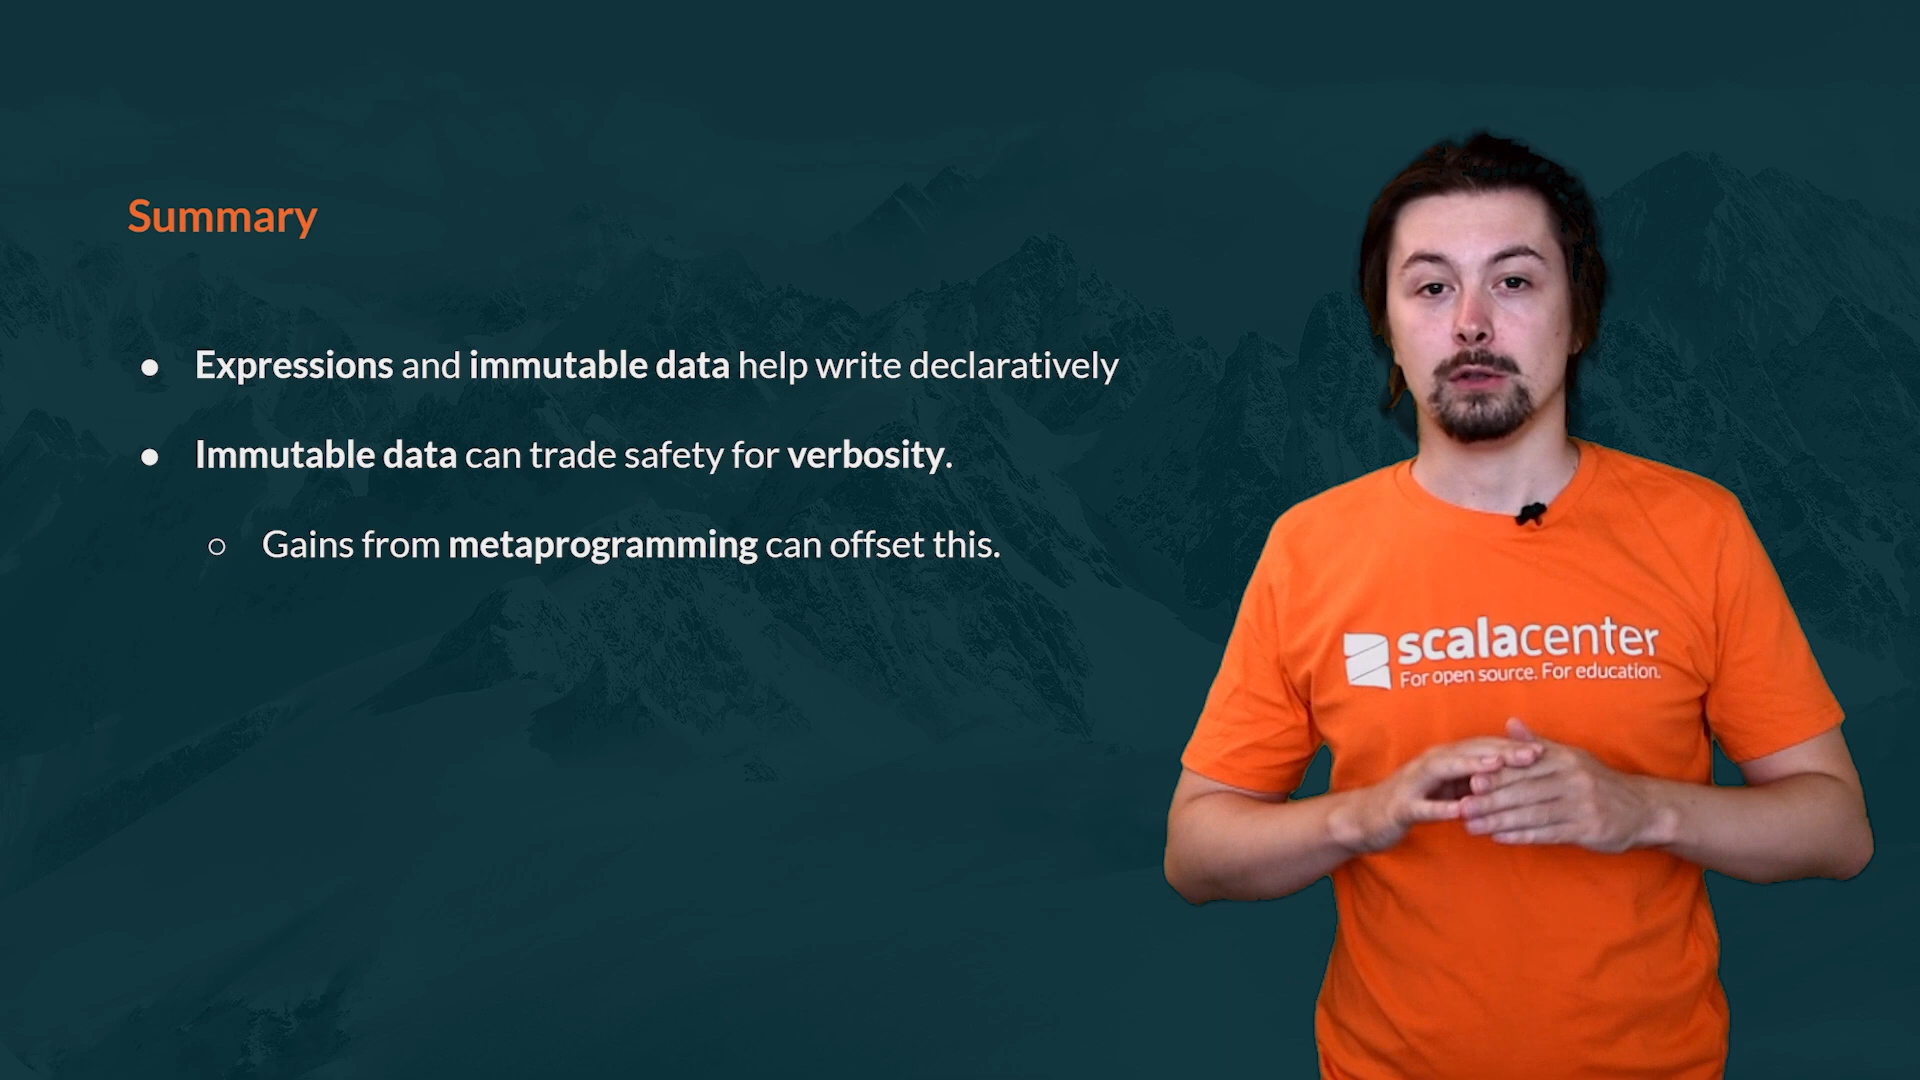 Summary
● Expressions and immutable data help write declaratively
● Immutable data can trade safety for verbosity.
○ Gains from metaprogramming can offset this.
scalacenter
For open source. For education.